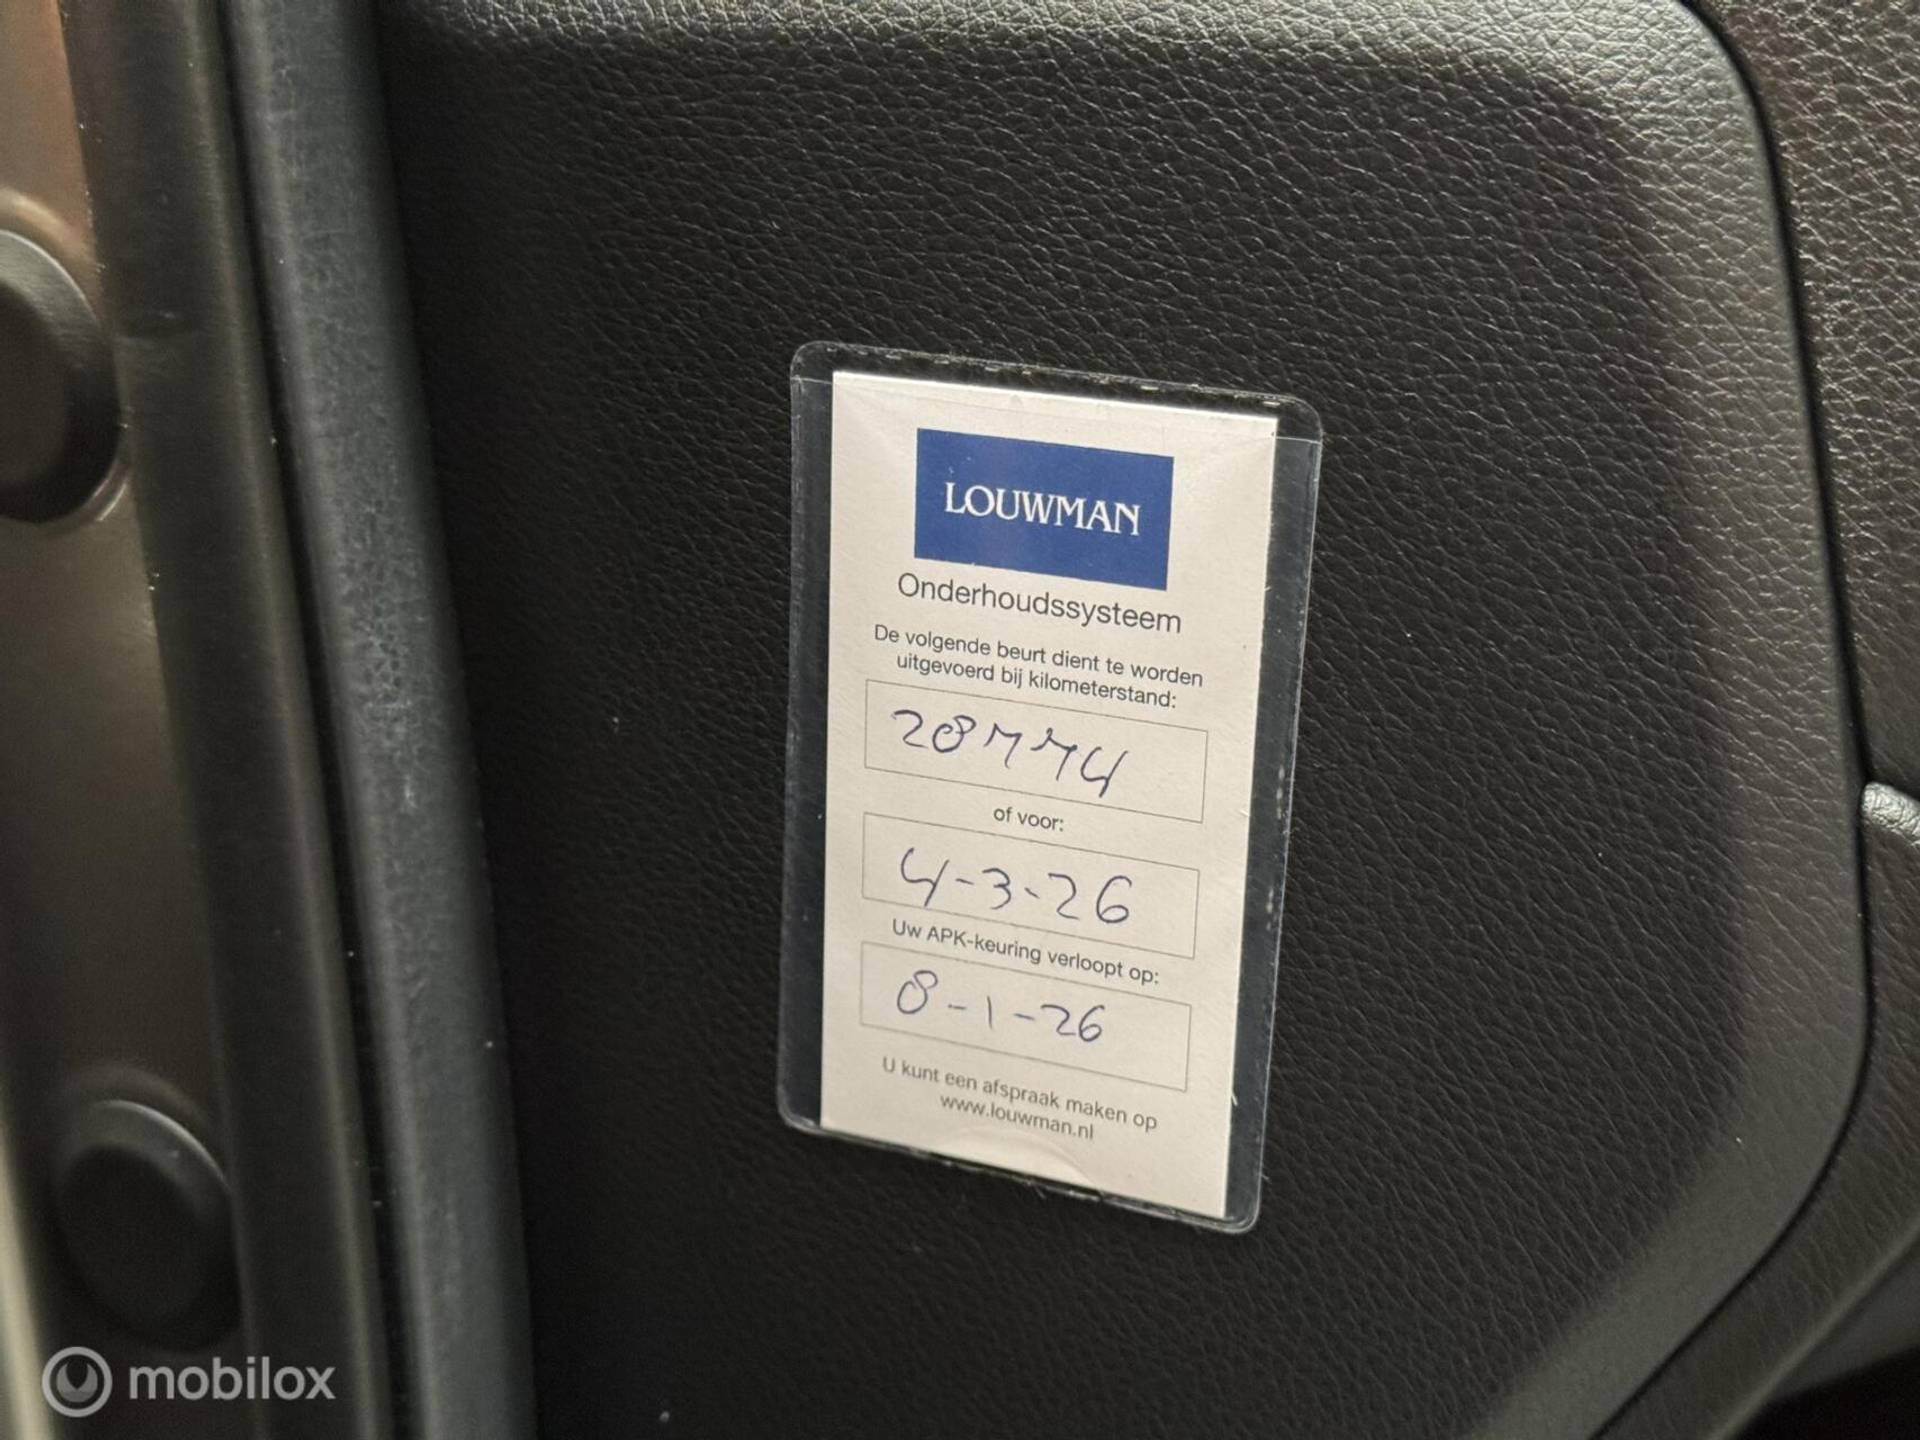 LOUWMAN
Onderhoudssysteem
De volgende beurt dient te worden
uitgevoerd bij kilometerstand:
28774
of voor:
4-3-26
Uw APK-keuring verloopt op:
8-1-26
U kunt een afspraak maken op
www.louwman.nl
mobilox